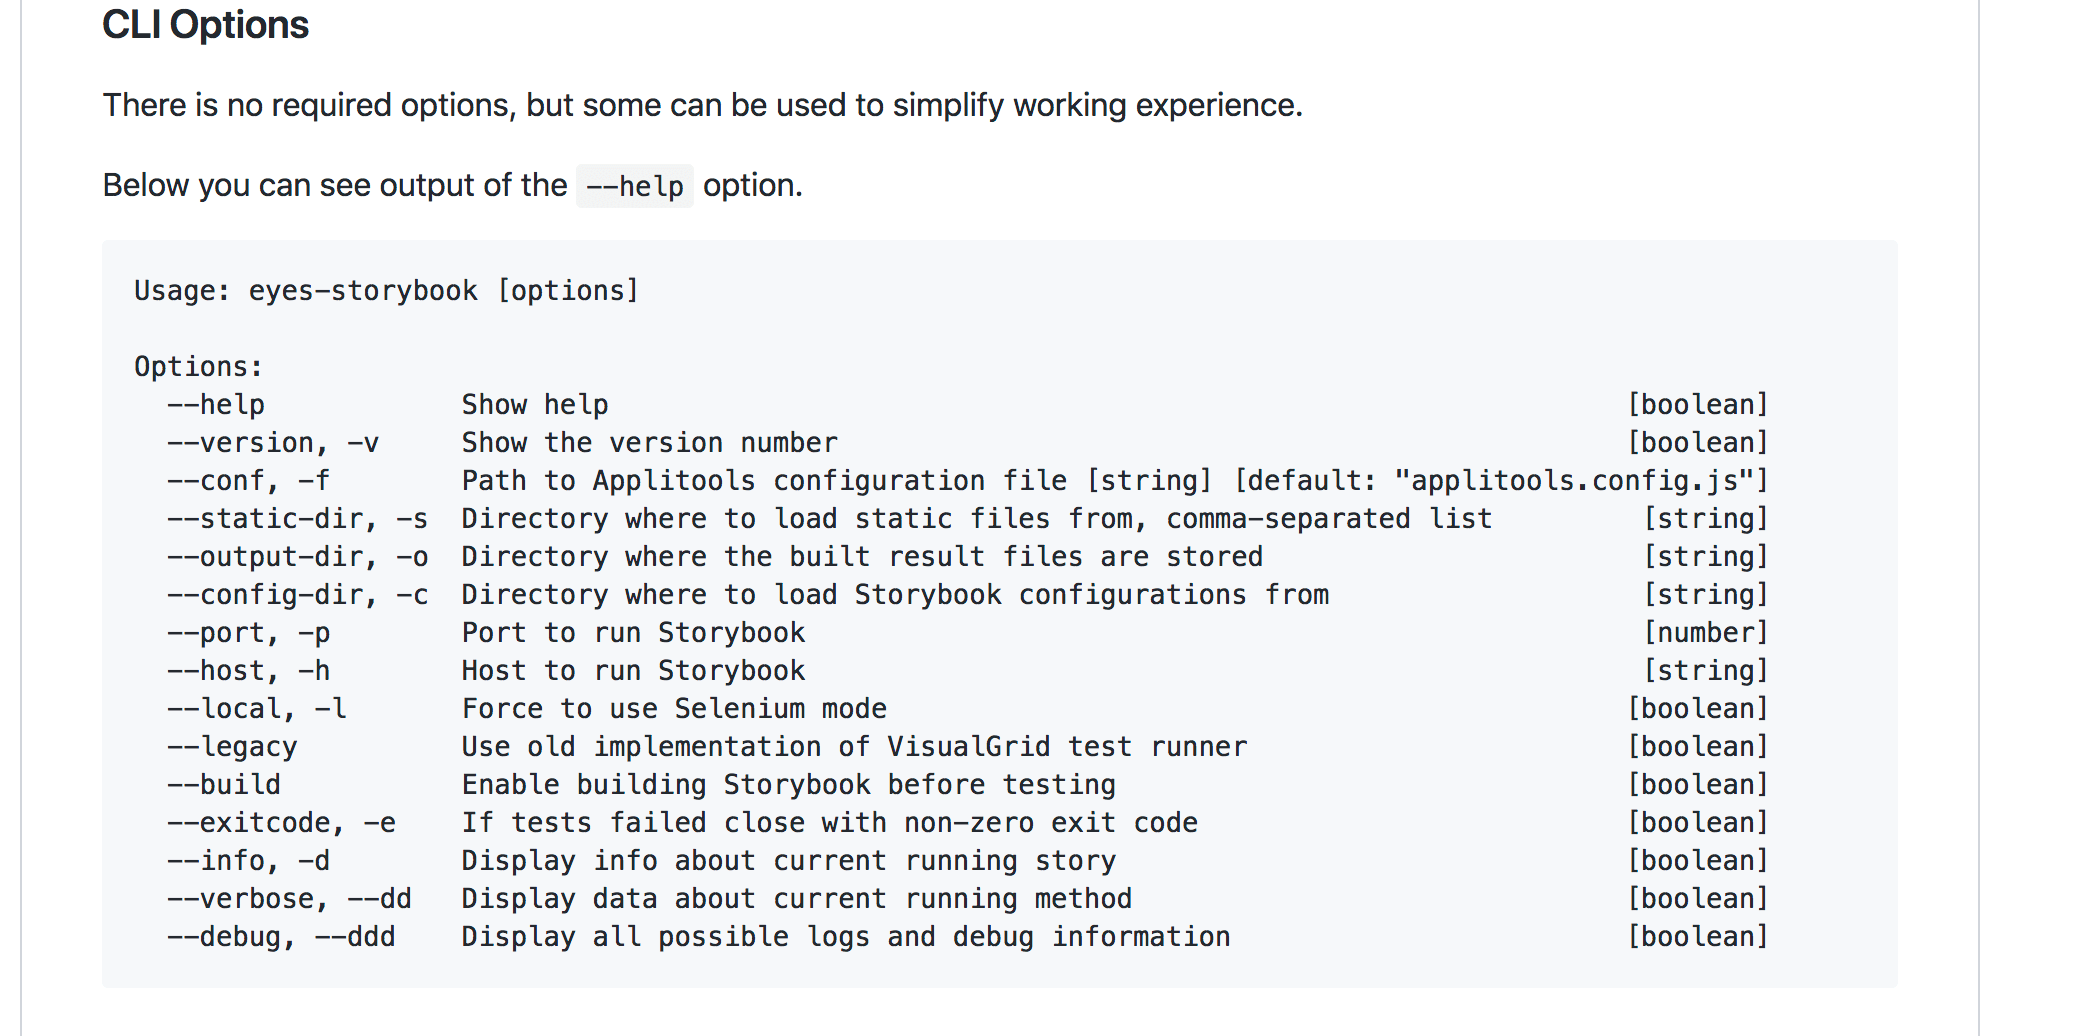 CLI Options
There is no required options, but some can be used to simplify working experience.
Below you can see output of the --help option.
Usage: eyes-storybook [options]
Options:
--help Show help [boolean]
--version, -v Show the version number [boolean]
--conf, -f Path to Applitools configuration file [string] [default: "applitools.config.js"]
--static-dir, -s Directory where to load static files from, comma-separated list [string]
--output-dir, -o Directory where the built result files are stored [string]
--config-dir, -c Directory where to load Storybook configurations from [string]
--port, -p Port to run Storybook [number]
--host, -h Host to run Storybook [string]
--local, -l Force to use Selenium mode [boolean]
--legacy Use old implementation of VisualGrid test runner [boolean]
--build Enable building Storybook before testing [boolean]
--exitcode, -e If tests failed close with non-zero exit code [boolean]
--info, -d Display info about current running story [boolean]
--verbose, --dd Display data about current running method [boolean]
--debug, --ddd Display all possible logs and debug information [boolean]